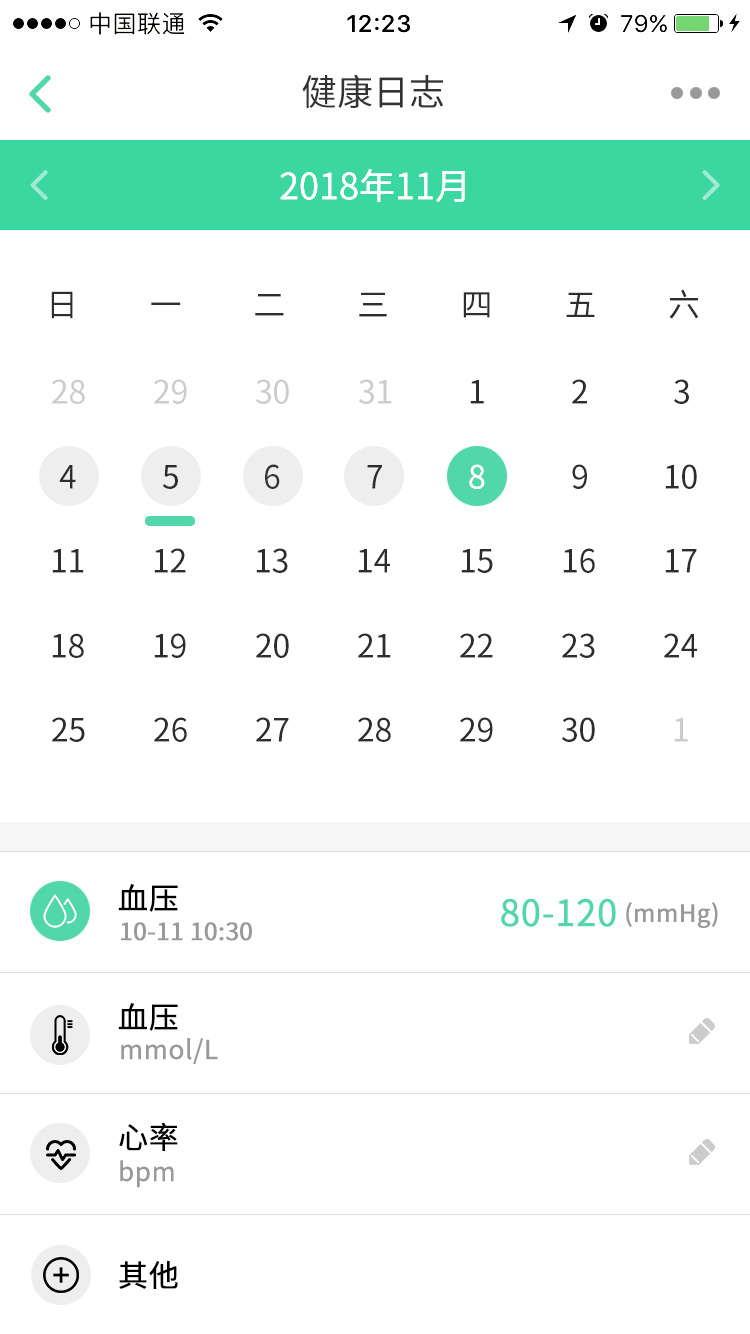 中国联通 12:23 79%
健康日志
2018年11月
日 一 二 三 四 五 六
28 29 30 31 1 2 3
4 5 6 7 8 9 10
11 12 13 14 15 16 17
18 19 20 21 22 23 24
25 26 27 28 29 30 1
血压
80-120 (mmHg)
10-11 10:30
血压
mmol/L
心率
bpm
其他